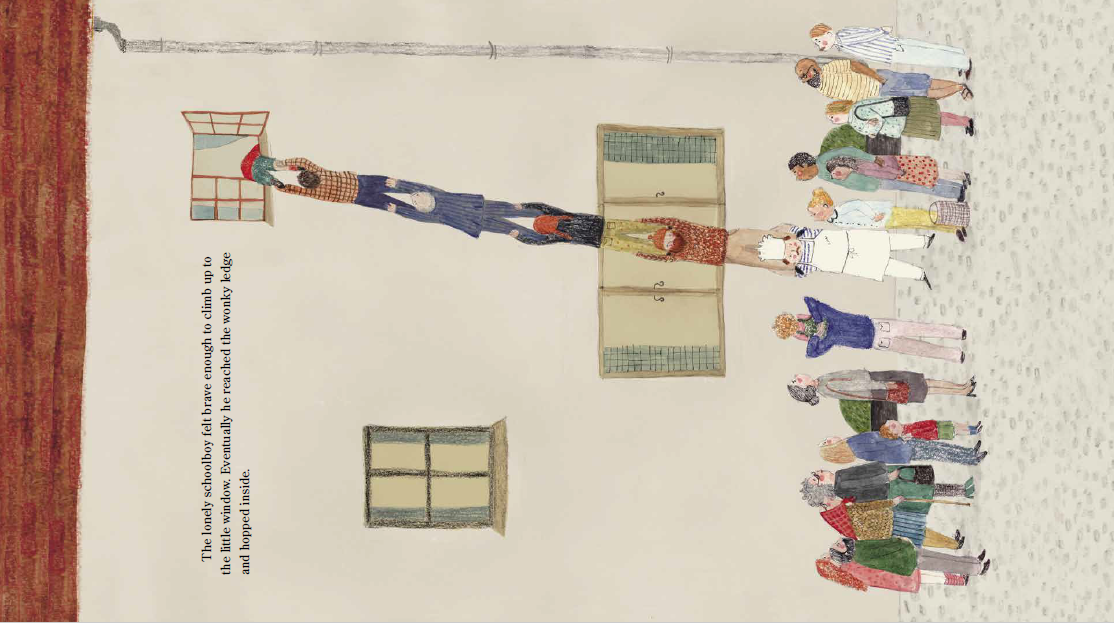 The lonely schoolboy felt brave enough to climb up to
the little window. Eventually he reached the wonky ledge
and hopped inside.